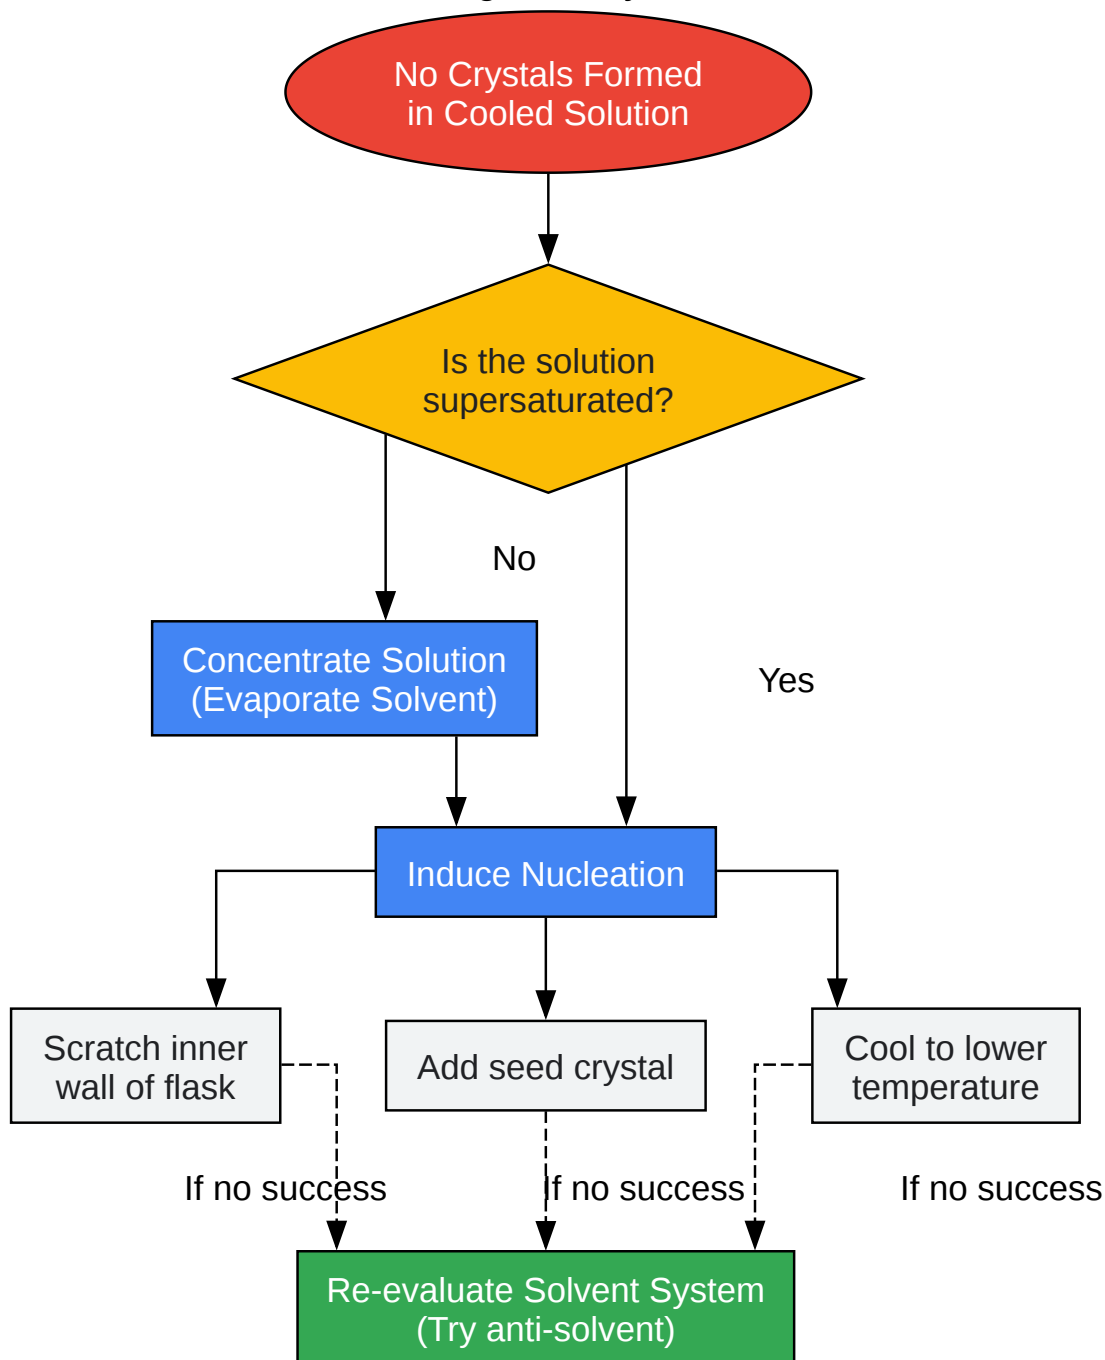 No Crystals Formed
in Cooled Solution
Is the solution
supersaturated?
No
Yes
Concentrate Solution
(Evaporate Solvent)
Induce Nucleation
Scratch inner
wall of flask
Add seed crystal
Cool to lower
temperature
If no success
If no success
If no success
Re-evaluate Solvent System
(Try anti-solvent)